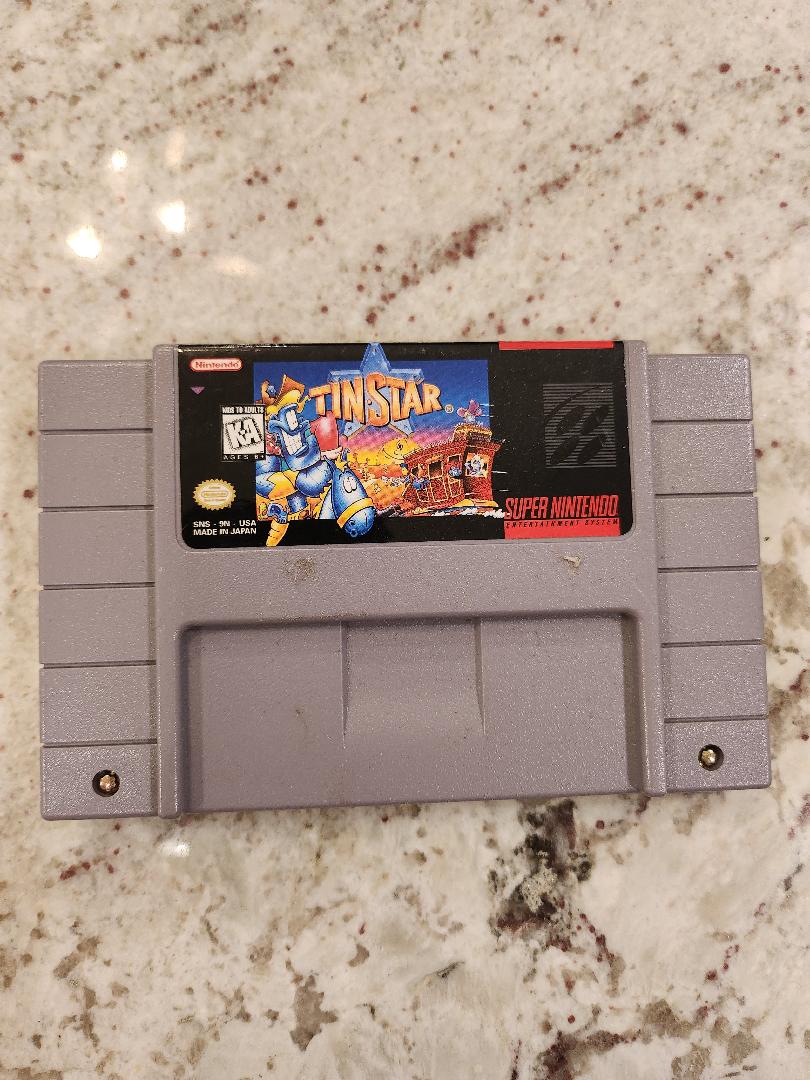 Nintendo
KIDS TO ADULTS
K-A
AGES 6+
TINSTAR®
SNS - 9N - USA
MADE IN JAPAN
SUPER NINTENDO
ENTERTAINMENT SYSTEM